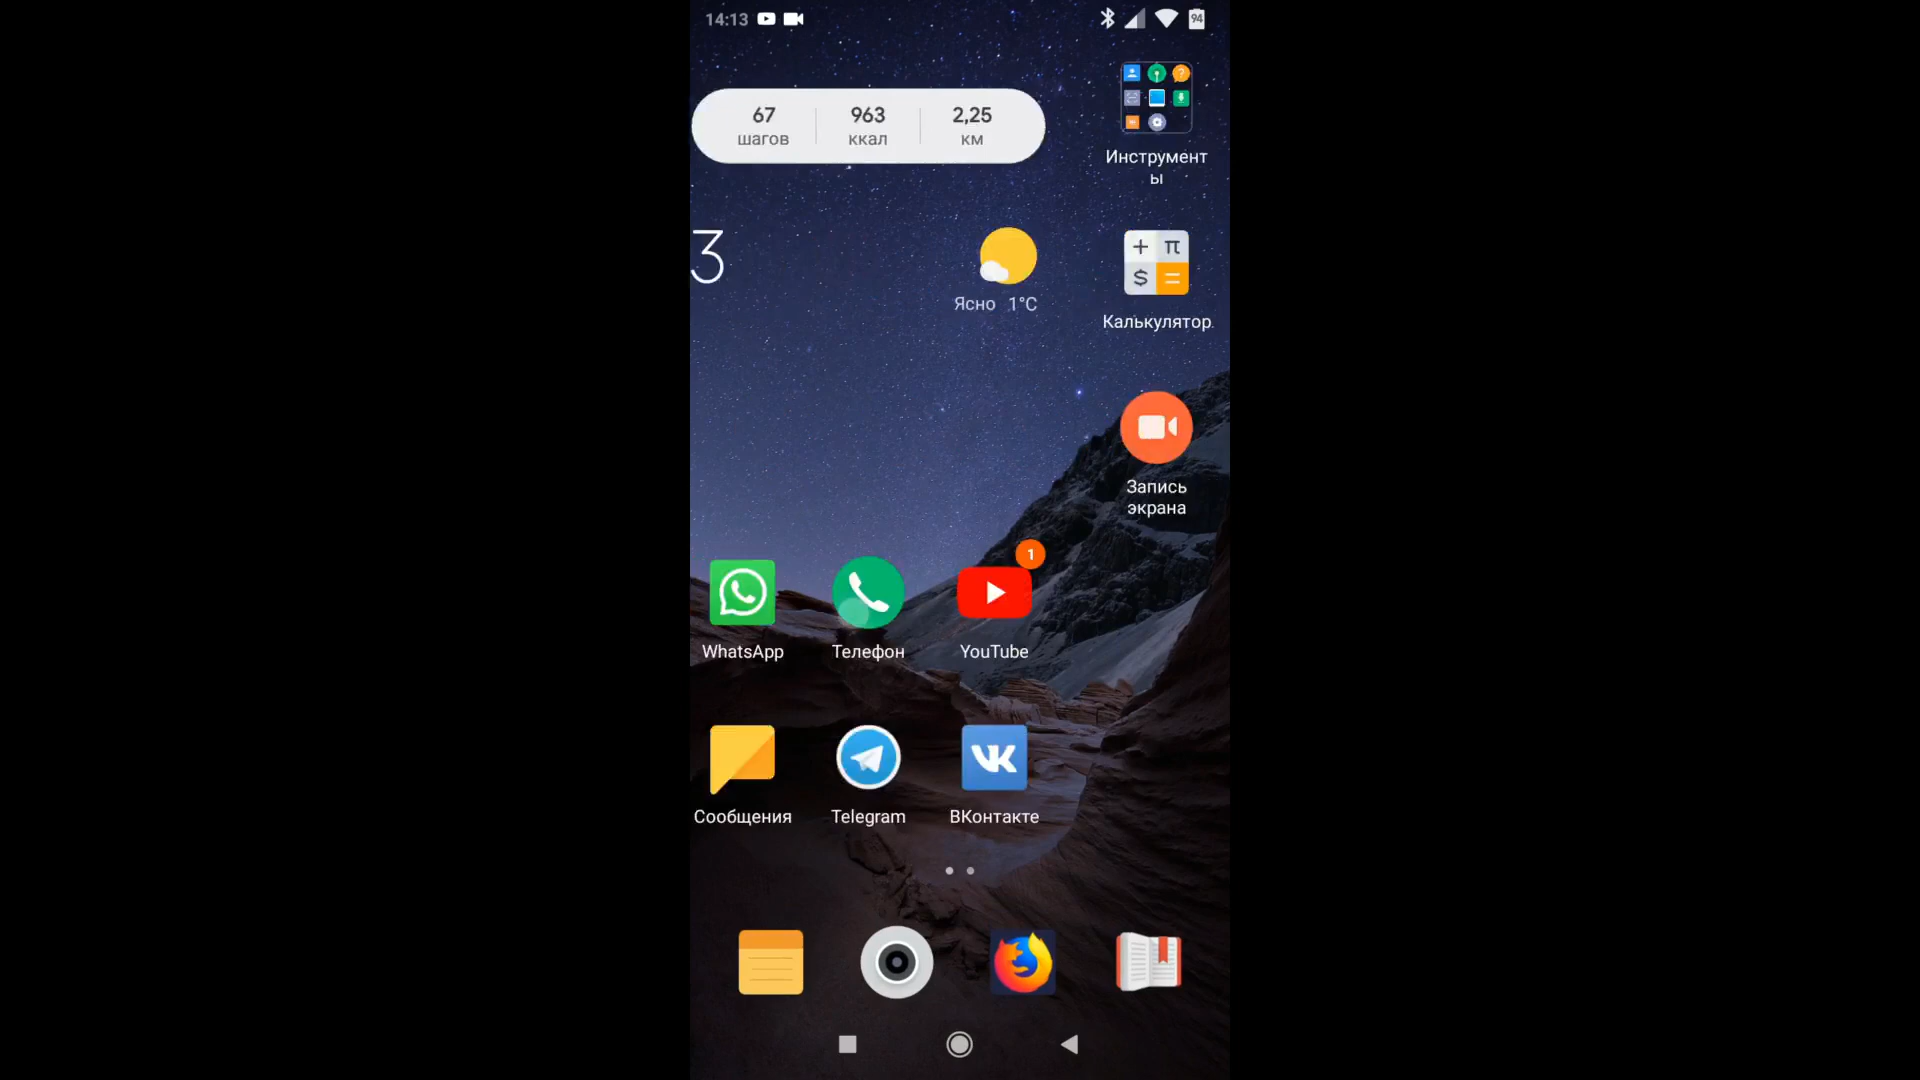 14:13
94
67 963 2,25
шагов ккал км
Инструмент
ы
3
Ясно 1°C
+ π
$ =
Калькулятор
Запись
экрана
1
WhatsApp Телефон YouTube
Сообщения Telegram ВКонтакте